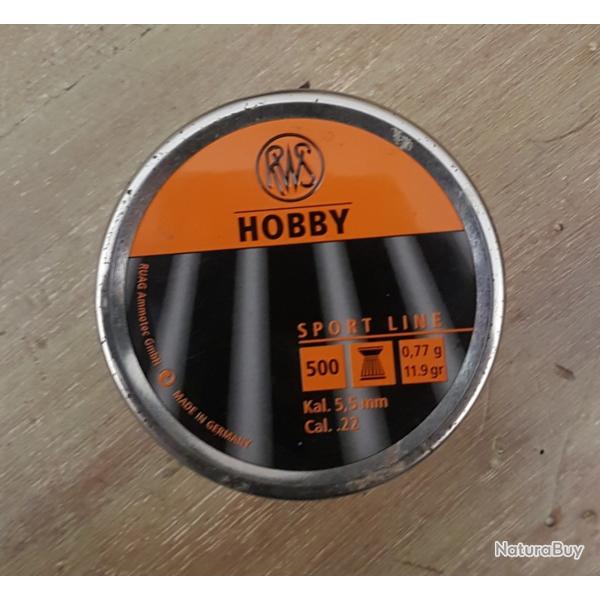 RWS
HOBBY
SPORT LINE
500
0,77 g
11.9 gr
Kal. 5,5 mm
Cal. .22
RUAG Ammotec GmbH
MADE IN GERMANY
NaturaBuy